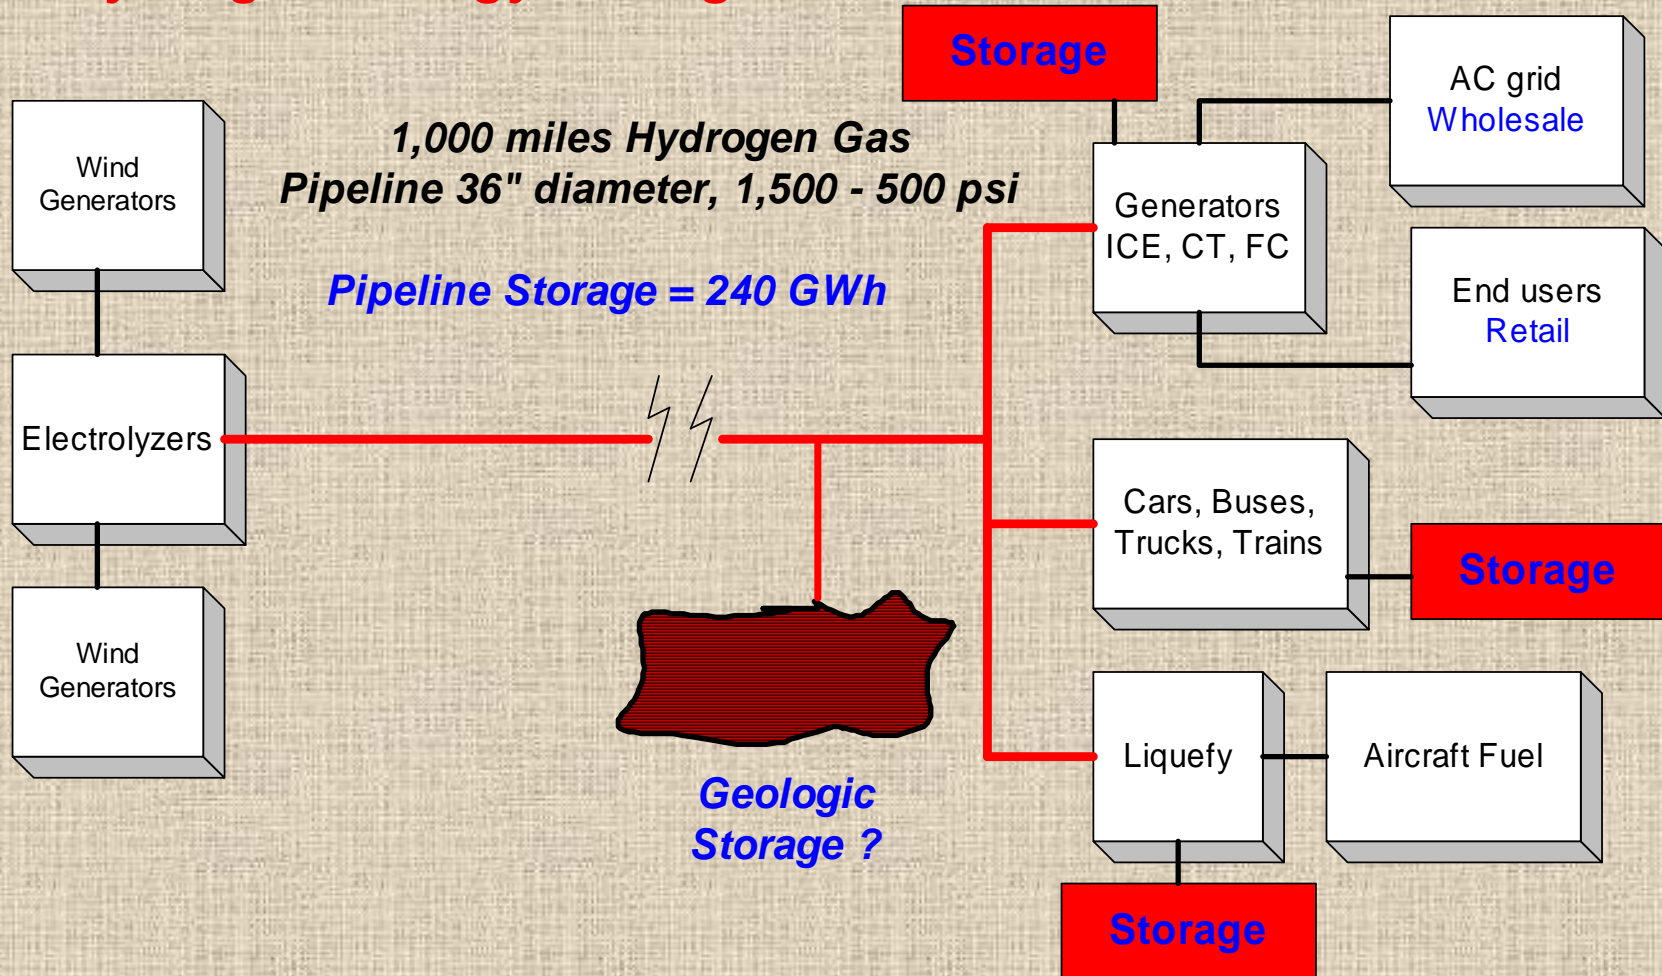 Storage
AC grid
Wholesale
Wind
Generators
1,000 miles Hydrogen Gas
Pipeline 36" diameter, 1,500 - 500 psi
Generators
ICE, CT, FC
Pipeline Storage = 240 GWh
End users
Retail
Electrolyzers
Cars, Buses,
Trucks, Trains
Storage
Wind
Generators
Liquefy
Aircraft Fuel
Geologic
Storage ?
Storage